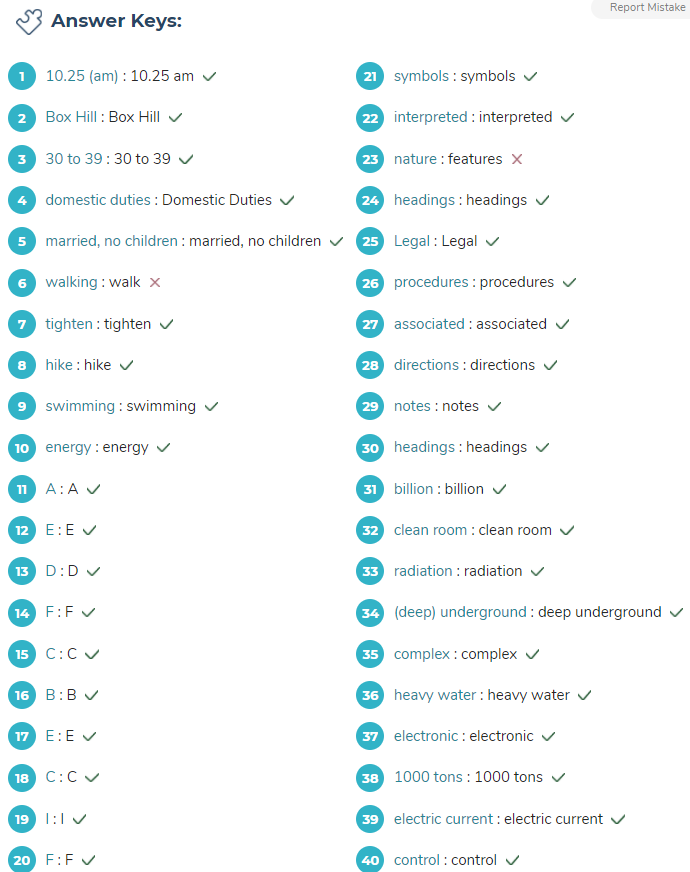 Report Mistake
Answer Keys:
1 10.25 (am) : 10.25 am
2 Box Hill : Box Hill
3 30 to 39 : 30 to 39
4 domestic duties : Domestic Duties
5 married, no children : married, no children
6 walking : walk
7 tighten : tighten
8 hike : hike
9 swimming : swimming
10 energy : energy
11 A : A
12 E : E
13 D : D
14 F : F
15 C : C
16 B : B
17 E : E
18 C : C
19 I : I
20 F : F
21 symbols : symbols
22 interpreted : interpreted
23 nature : features
24 headings : headings
25 Legal : Legal
26 procedures : procedures
27 associated : associated
28 directions : directions
29 notes : notes
30 headings : headings
31 billion : billion
32 clean room : clean room
33 radiation : radiation
34 (deep) underground : deep underground
35 complex : complex
36 heavy water : heavy water
37 electronic : electronic
38 1000 tons : 1000 tons
39 electric current : electric current
40 control : control